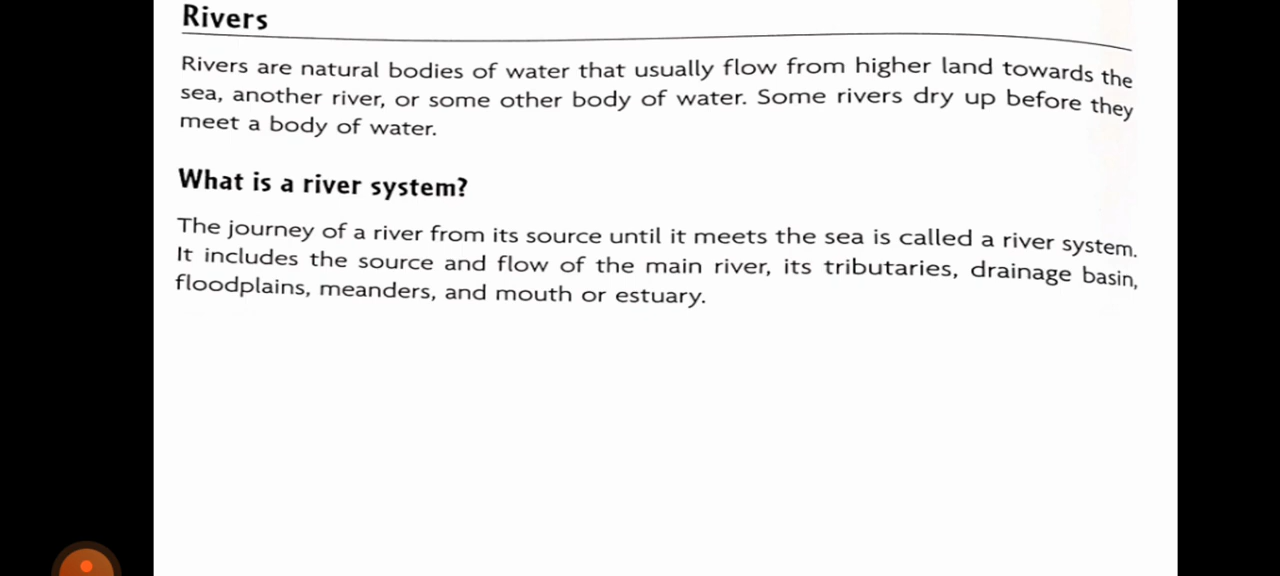 Rivers
Rivers are natural bodies of water that usually flow from higher land towards the
sea, another river, or some other body of water. Some rivers dry up before they
meet a body of water.
What is a river system?
The journey of a river from its source until it meets the sea is called a river system.
It includes the source and flow of the main river, its tributaries, drainage basin,
floodplains, meanders, and mouth or estuary.